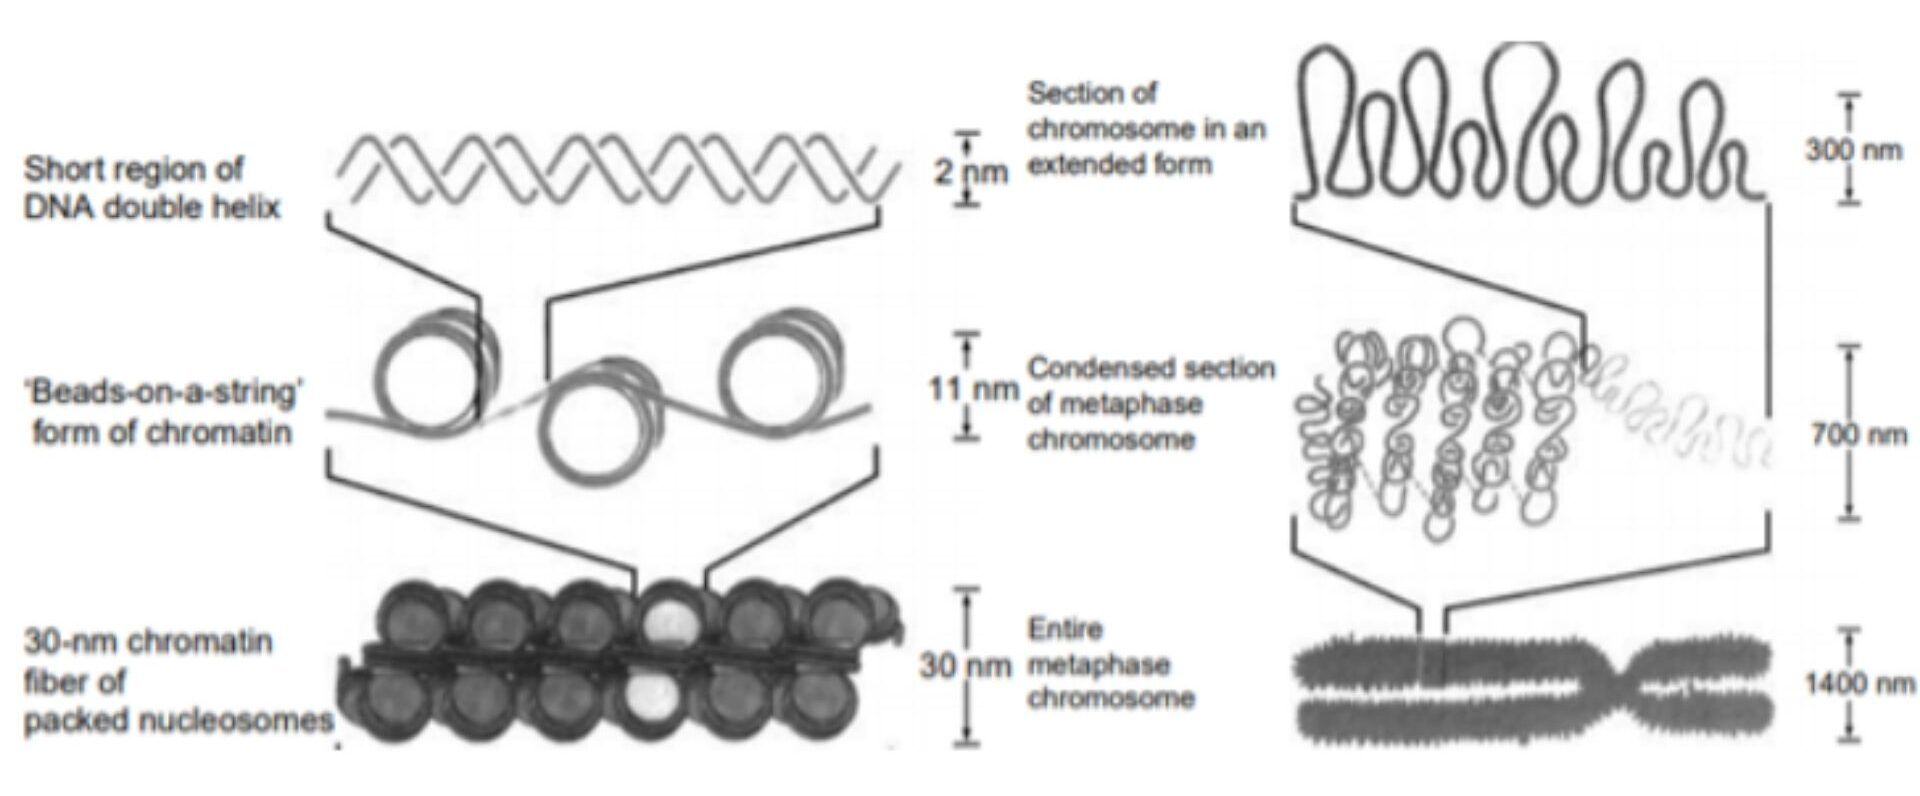 Short region of
DNA double helix
2 nm
'Beads-on-a-string'
form of chromatin
11 nm
30-nm chromatin
fiber of
packed nucleosomes
30 nm
Section of
chromosome in an
extended form
300 nm
Condensed section
of metaphase
chromosome
700 nm
Entire
metaphase
chromosome
1400 nm